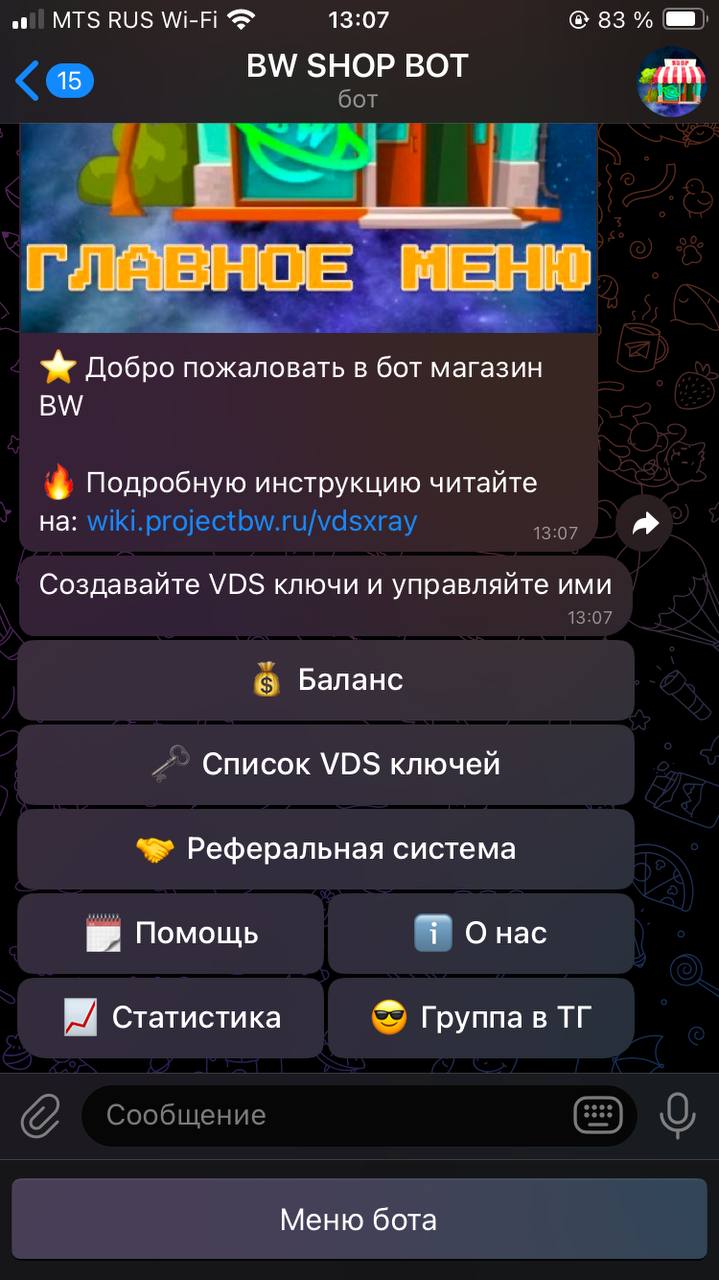 MTS RUS Wi-Fi 13:07 83 %
15 BW SHOP BOT
бот
ГЛАВНОЕ МЕНЮ
Добро пожаловать в бот магазин
BW
Подробную инструкцию читайте
на: wiki.projectbw.ru/vdsxray 13:07
Создавайте VDS ключи и управляйте ими
13:07
Баланс
Список VDS ключей
Реферальная система
Помощь
О нас
Статистика
Группа в ТГ
Сообщение
Меню бота